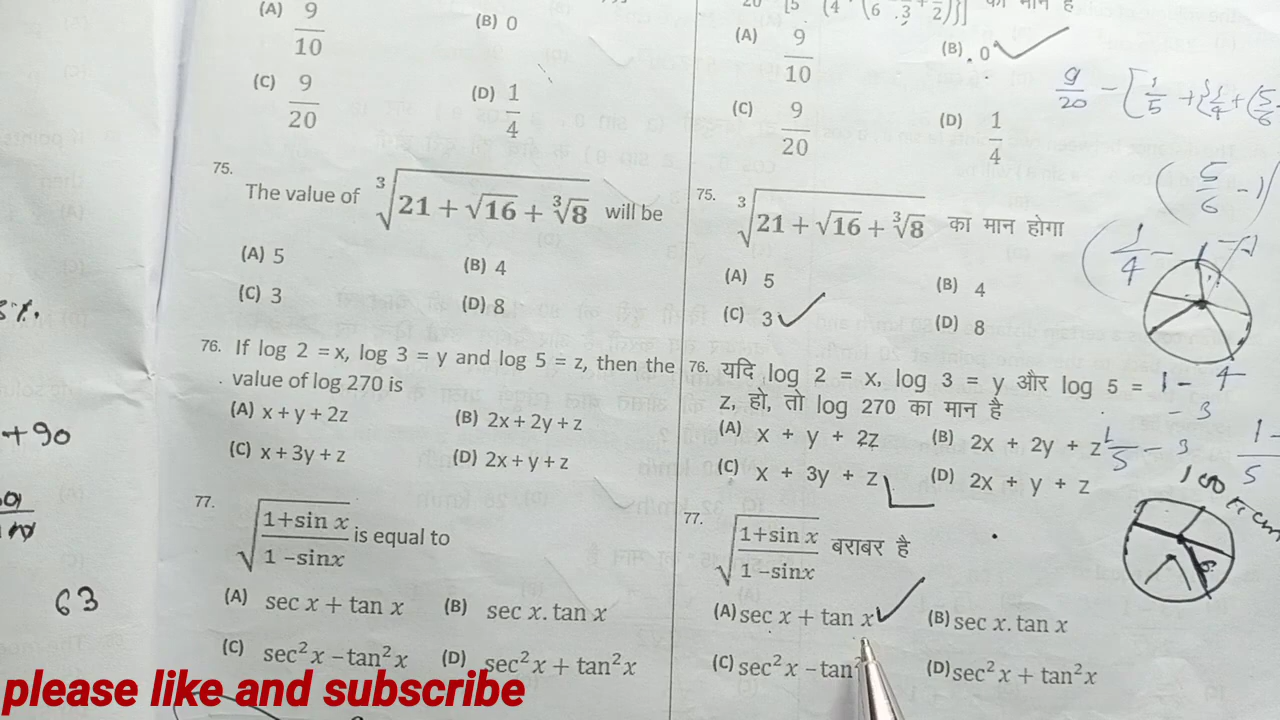 (A) 9/10
(B) 0
(C) 9/20
(D) 1/4
75. The value of ∛(21 + √16 + ∛8) will be
(A) 5
(B) 4
(C) 3
(D) 8
76. If log 2 = x, log 3 = y and log 5 = z, then the
value of log 270 is
(A) x + y + 2z
(B) 2x + 2y + z
(C) x + 3y + z
(D) 2x + y + z
77. √((1+sin x)/(1 –sinx)) is equal to
(A) sec x + tan x
(B) sec x. tan x
(C) sec²x – tan²x
(D) sec²x + tan²x
(A) 9/10
(B) 0
(C) 9/20
(D) 1/4
75. ∛(21 + √16 + ∛8) का मान होगा
(A) 5
(B) 4
(C) 3
(D) 8
76. यदि log 2 = x, log 3 = y और log 5 =
z, हो, तो log 270 का मान है
(A) x + y + 2z
(B) 2x + 2y + z
(C) x + 3y + z
(D) 2x + y + z
77. √((1+sin x)/(1 –sinx)) बराबर है
(A) sec x + tan x
(B) sec x. tan x
(C) sec²x – tan
(D) sec²x + tan²x
+ 90
63
please like and subscribe